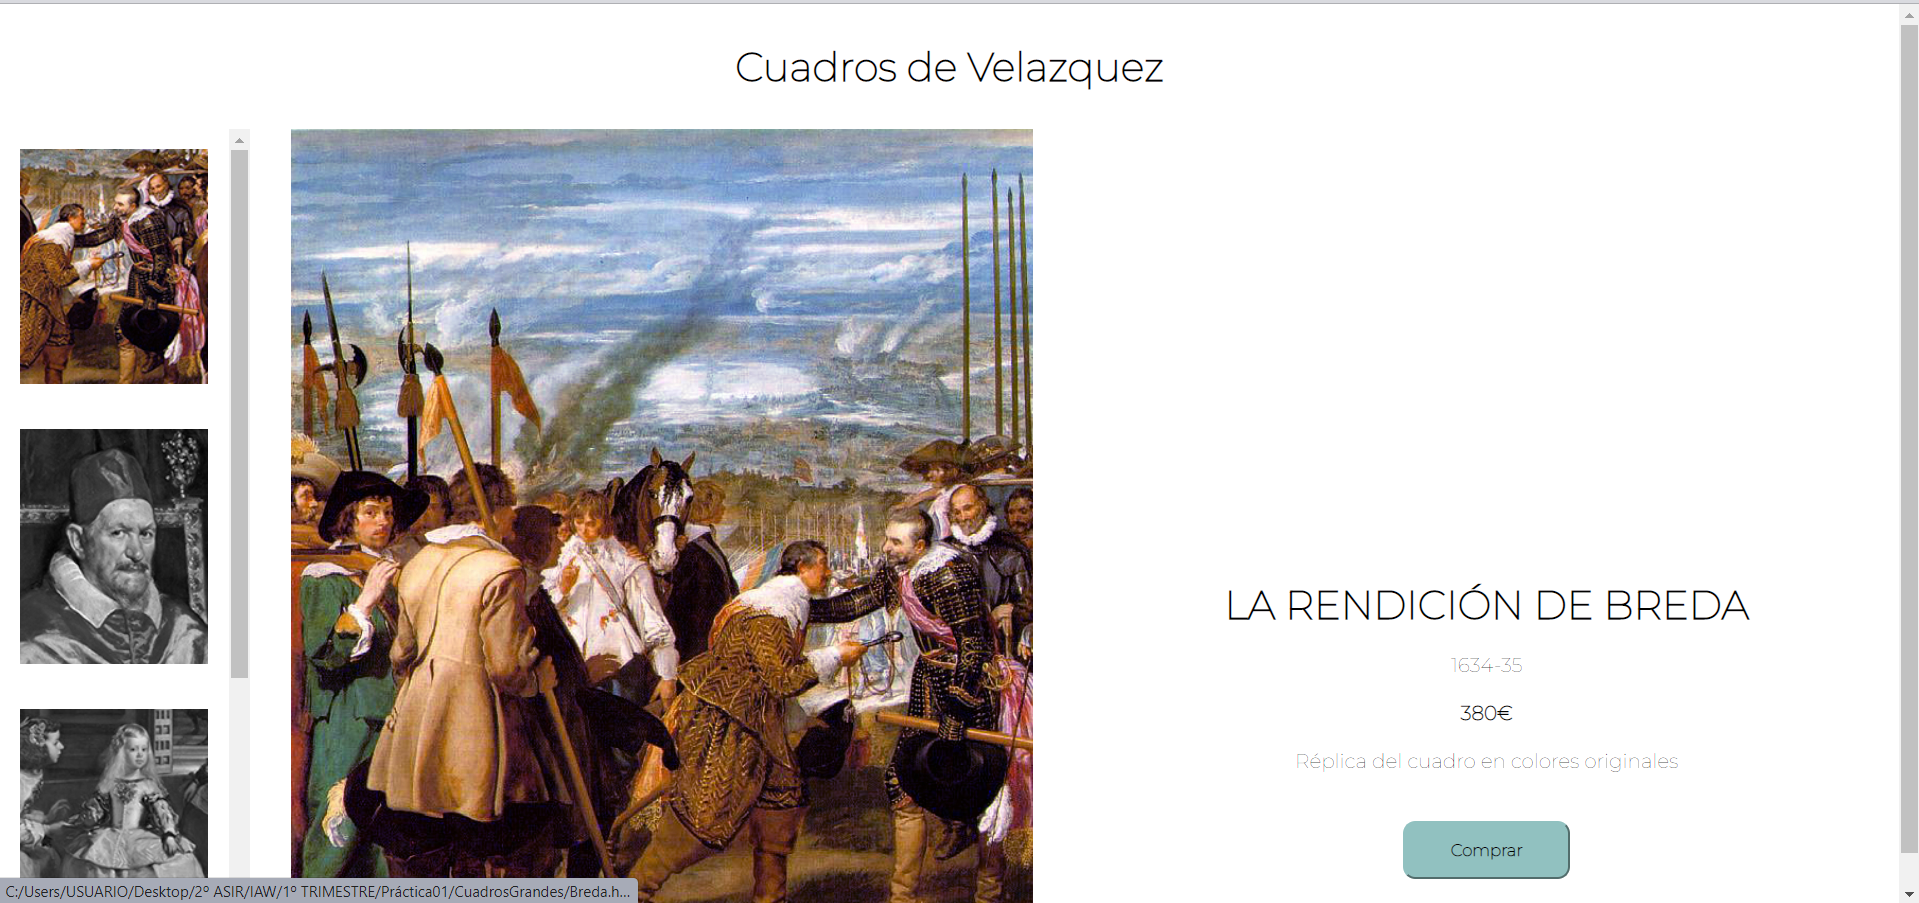 Cuadros de Velazquez
LA RENDICIÓN DE BREDA
1634-35
380€
Réplica del cuadro en colores originales
Comprar
C:/Users/USUARIO/Desktop/2º ASIR/IAW/1º TRIMESTRE/Práctica01/CuadrosGrandes/Breda.h...